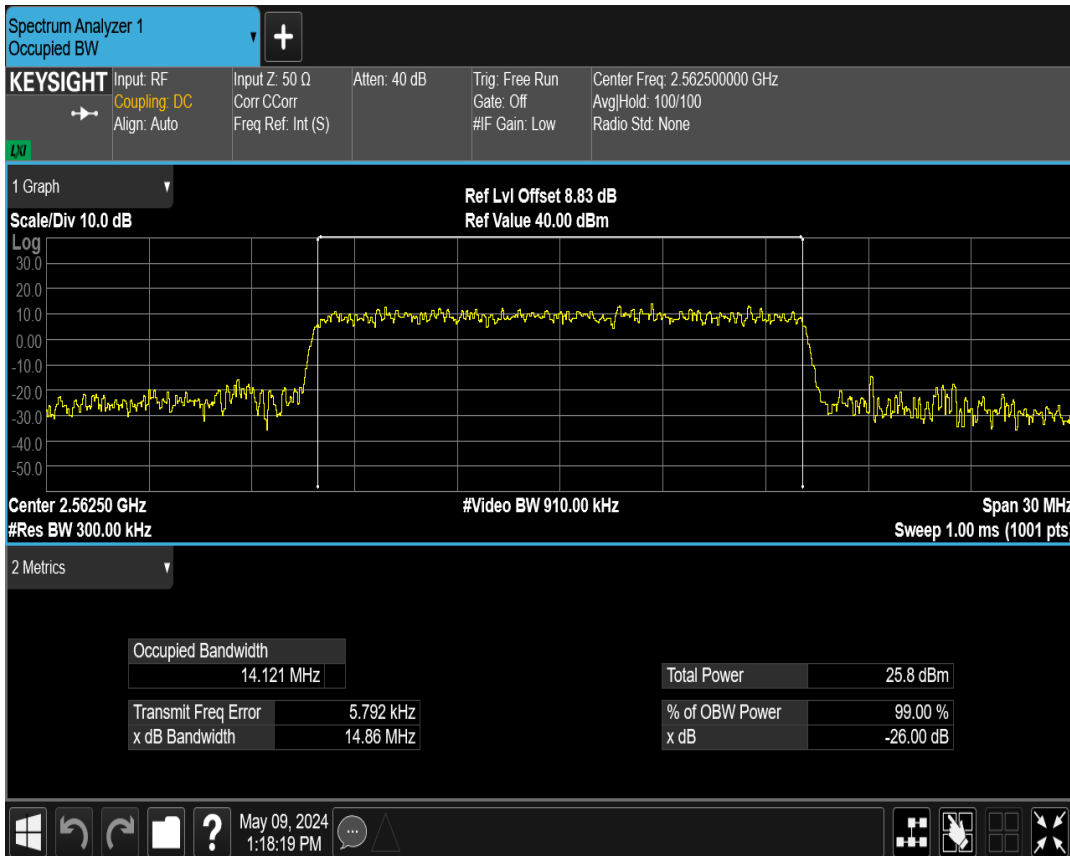 Spectrum Analyzer 1
Occupied BW
+
KEYSIGHT
LXI
Input: RF
Coupling: DC
Align: Auto
Input Z: 50 Ω
Corr CCorr
Freq Ref: Int (S)
Atten: 40 dB
Trig: Free Run
Gate: Off
#IF Gain: Low
Center Freq: 2.562500000 GHz
Avg|Hold: 100/100
Radio Std: None
1 Graph
Scale/Div 10.0 dB
Ref Lvl Offset 8.83 dB
Ref Value 40.00 dBm
Log
30.0
20.0
10.0
0.00
-10.0
-20.0
-30.0
-40.0
-50.0
Center 2.56250 GHz
#Video BW 910.00 kHz
Span 30 MHz
#Res BW 300.00 kHz
Sweep 1.00 ms (1001 pts)
2 Metrics
Occupied Bandwidth
14.121 MHz
Total Power 25.8 dBm
Transmit Freq Error 5.792 kHz
% of OBW Power 99.00 %
x dB Bandwidth 14.86 MHz
x dB -26.00 dB
?
May 09, 2024
1:18:19 PM